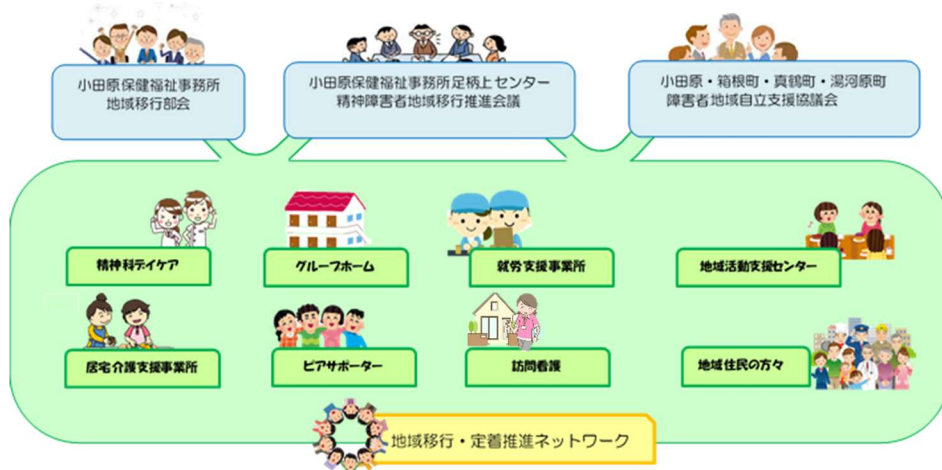 小田原保健福祉事務所
地域移行部会
小田原保健福祉事務所足柄上センター
精神障害者地域移行推進会議
小田原・箱根町・真鶴町・湯河原町
障害者地域自立支援協議会
精神科デイケア
グループホーム
就労支援事業所
地域活動支援センター
居宅介護支援事業所
ピアサポーター
訪問看護
地域住民の方々
地域移行・定着推進ネットワーク